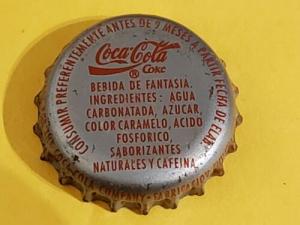 CONSUMIR PREFERENTEMENTE ANTES DE 9 MESES A PARTIR FECHA DE ELAB.
Coca-Cola
®
Coke
BEBIDA DE FANTASIA.
INGREDIENTES: AGUA
CARBONATADA, AZUCAR,
COLOR CARAMELO, ACIDO
FOSFORICO,
SABORIZANTES
NATURALES Y CAFEINA.
COMPANY